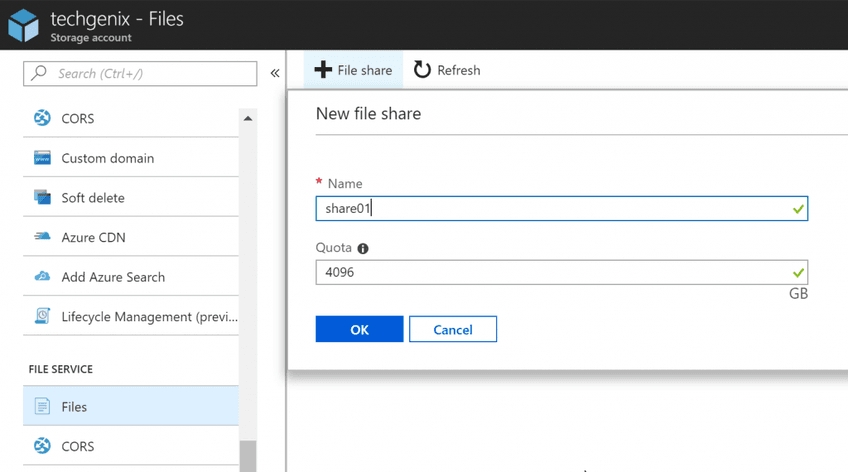 techgenix - Files
Storage account
Search (Ctrl+/)
«
CORS
Custom domain
Soft delete
Azure CDN
Add Azure Search
Lifecycle Management (previ...
FILE SERVICE
Files
CORS
File share
Refresh
New file share
* Name
share01
Quota
4096
GB
OK
Cancel